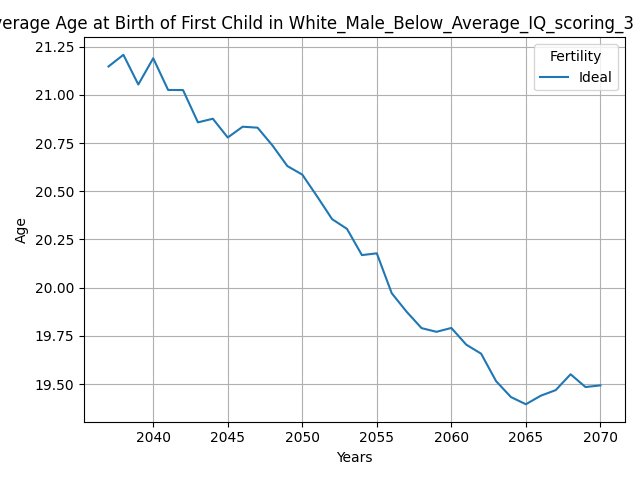 Age at Birth of First Child in White_Male_Below_Average_IQ_scoring_3
Fertility
Ideal
21.25
21.00
20.75
20.50
20.25
20.00
19.75
19.50
Age
2040 2045 2050 2055 2060 2065 2070
Years